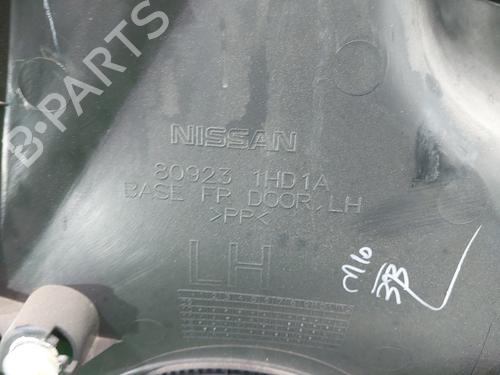 B-PARTS
NISSAN
80923 1HD1A
BASE FR DOOR, LH
>PP<
LH